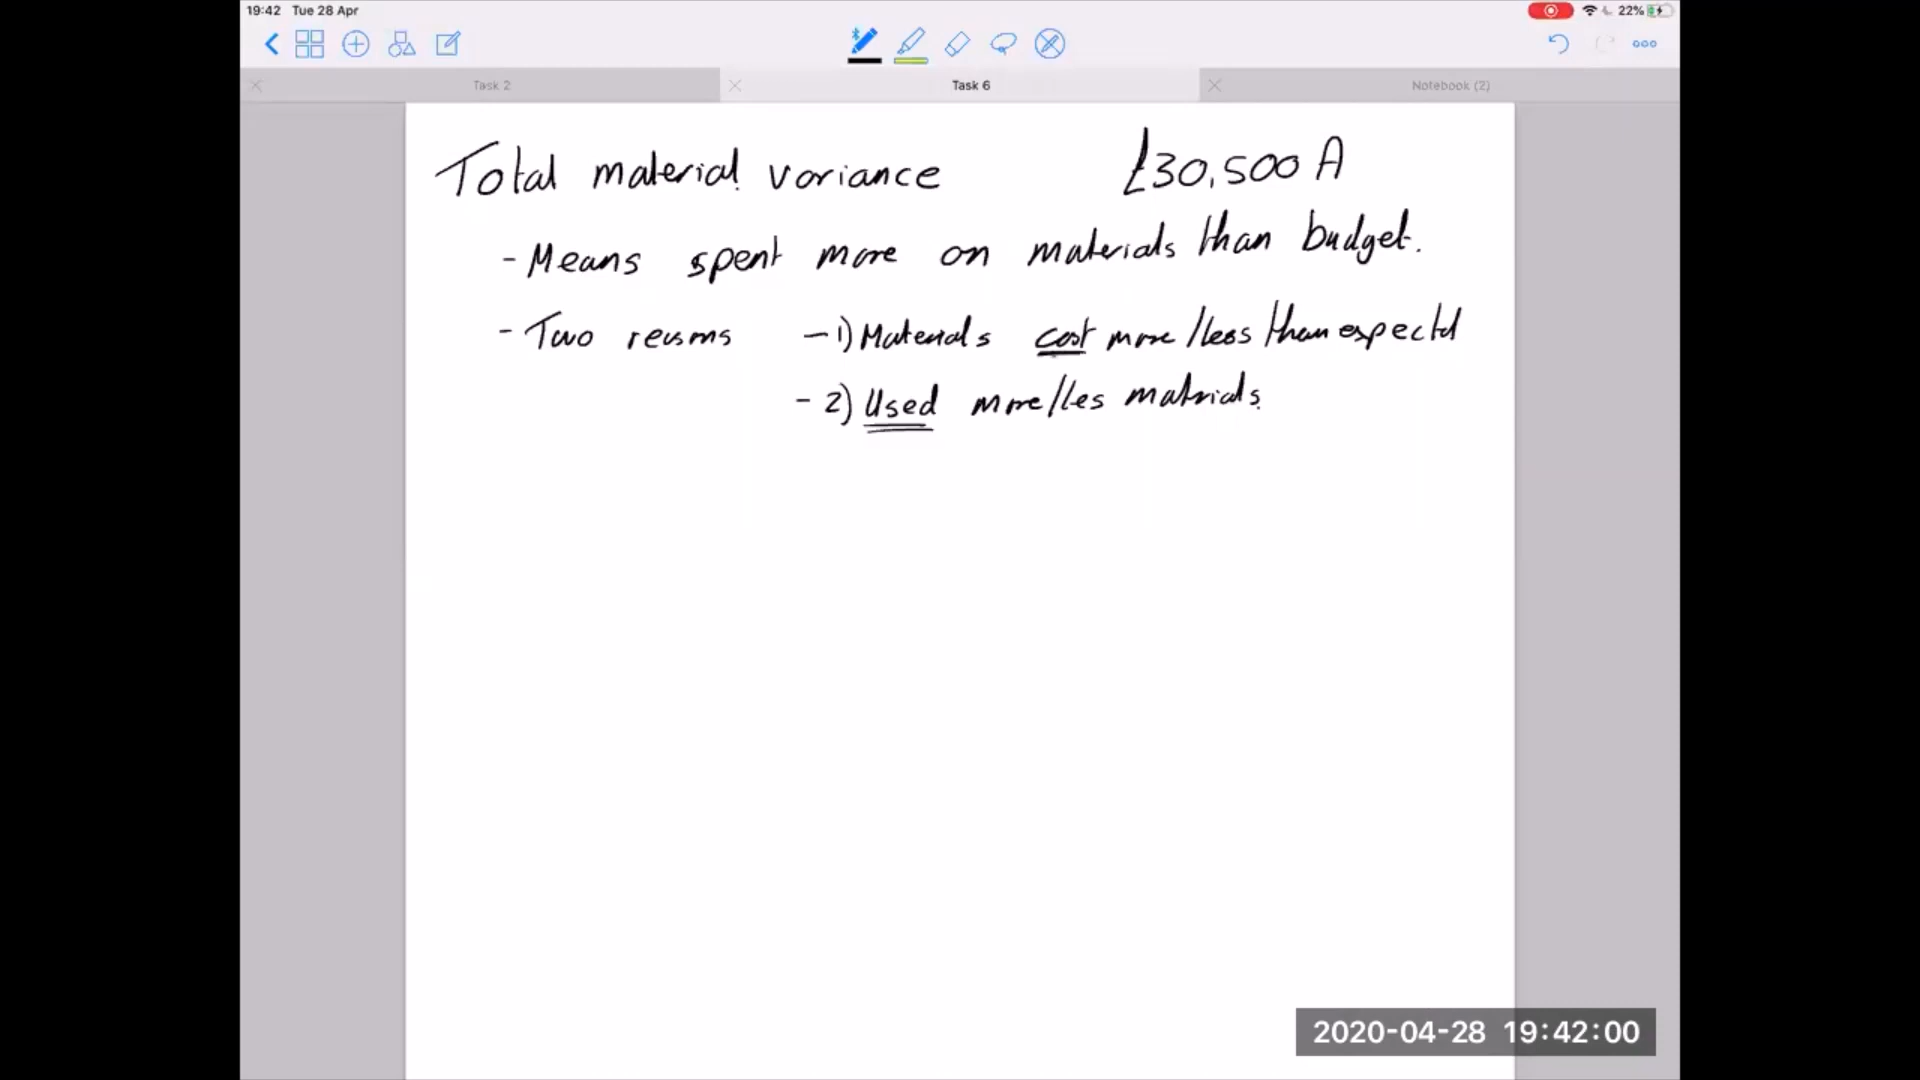 19:42 Tue 28 Apr
22%
Task 2
Task 6
Notebook (2)
Total material variance £30,500 A
- Means spent more on materials than budget.
- Two reasons - 1) Materials cost more/less than expected
- 2) Used more/les materials.
2020-04-28 19:42:00